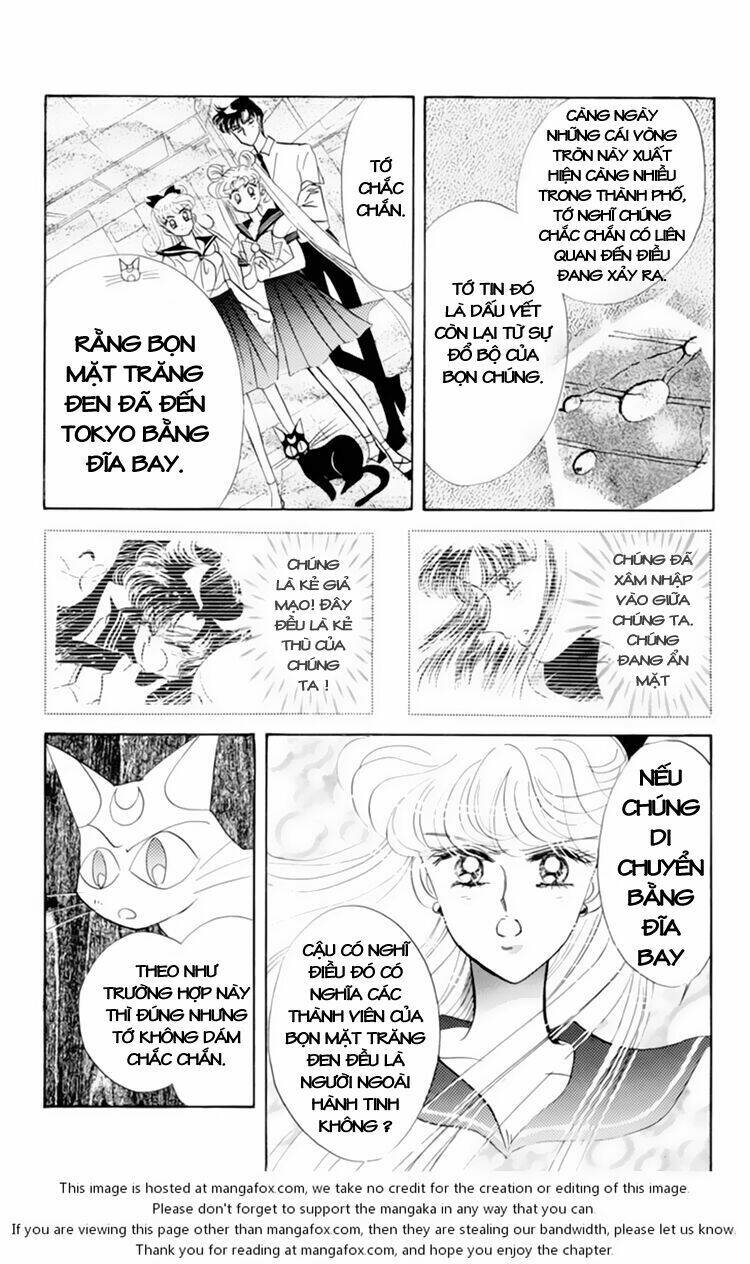 CÀNG NGÀY
NHỮNG CÁI VÒNG
TRÒN NÀY XUẤT
HIỆN CÀNG NHIỀU
TRONG THÀNH PHỐ,
TỚ NGHĨ CHÚNG
CHẮC CHẮN CÓ LIÊN
QUAN ĐẾN ĐIỀU
ĐANG XẢY RA.
TỚ TIN ĐÓ
LÀ DẤU VẾT
CÒN LẠI TỪ SỰ
ĐỔ BỘ CỦA
BỌN CHÚNG.
TỚ
CHẮC
CHẮN.
RẰNG BỌN
MẶT TRĂNG
ĐEN ĐÃ ĐẾN
TOKYO BẰNG
ĐĨA BAY.
CHÚNG ĐÃ
XÂM NHẬP
VÀO GIỮA
CHÚNG TA.
CHÚNG
ĐANG ẨN
MẶT
CHÚNG
LÀ KẺ GIẢ
MẠO! ĐÂY
ĐỀU LÀ KẺ
THÙ CỦA
CHÚNG
TA !
NẾU
CHÚNG
DI
CHUYỂN
BẰNG
ĐĨA
BAY
CẬU CÓ NGHĨ
ĐIỀU ĐÓ CÓ
NGHĨA CÁC
THÀNH VIÊN CỦA
BỌN MẶT TRĂNG
ĐEN ĐỀU LÀ
NGƯỜI NGOÀI
HÀNH TINH
KHÔNG ?
THEO NHƯ
TRƯỜNG HỢP NÀY
THÌ ĐÚNG NHƯNG
TỚ KHÔNG DÁM
CHẮC CHẮN.
This image is hosted at mangafox.com, we take no credit for the creation or editing of this image.
Please don't forget to support the mangaka in any way that you can.
If you are viewing this page other than mangafox.com, then they are stealing our bandwidth, please let us know.
Thank you for reading at mangafox.com, and hope you enjoy the chapter.